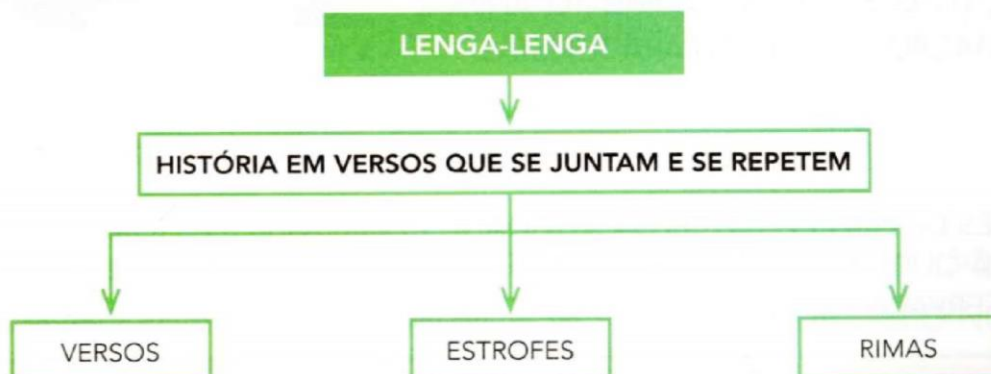 LENGA-LENGA
HISTÓRIA EM VERSOS QUE SE JUNTAM E SE REPETEM
VERSOS
ESTROFES
RIMAS